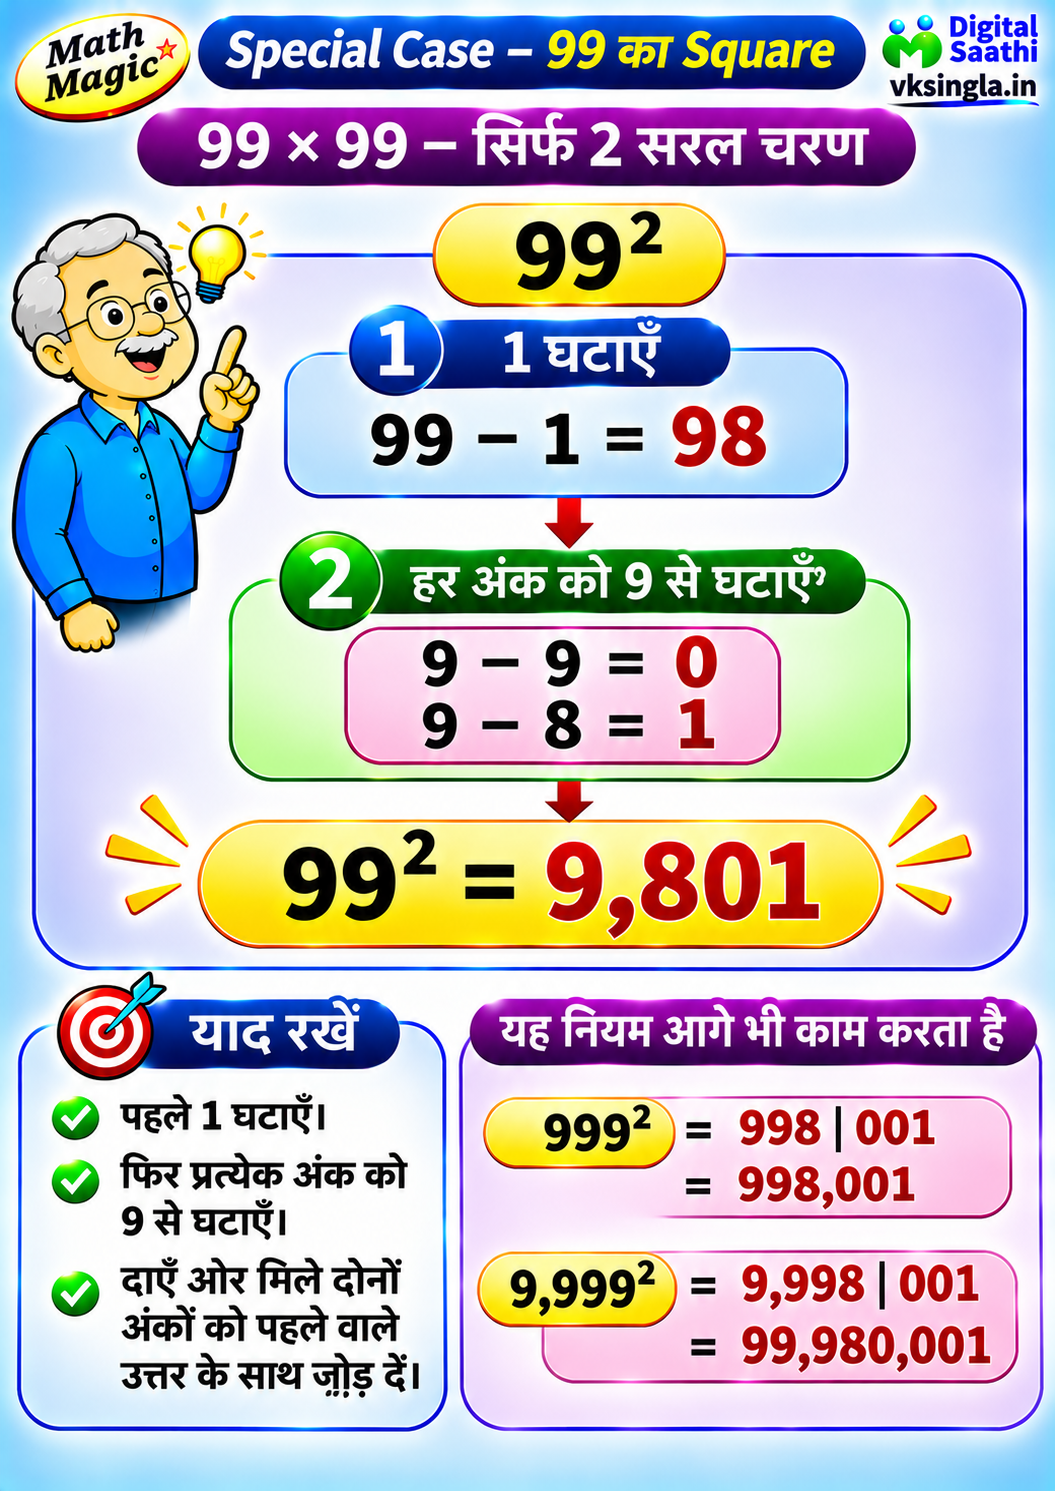 Math
Magic
Special Case – 99 का Square
Digital
Saathi
vksingla.in
99 × 99 – सिर्फ 2 सरल चरण
99²
1
1 घटाएँ
99 – 1 = 98
2
हर अंक को 9 से घटाएँ’
9 – 9 = 0
9 – 8 = 1
99² = 9,801
याद रखें
पहले 1 घटाएँ।
फिर प्रत्येक अंक को
9 से घटाएँ।
दाएँ ओर मिले दोनों
अंकों को पहले वाले
उत्तर के साथ जोड़ दें।
यह नियम आगे भी काम करता है
999² = 998 | 001
= 998,001
9,999² = 9,998 | 001
= 99,980,001